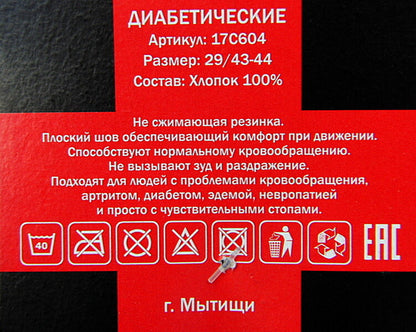 ДИАБЕТИЧЕСКИЕ
Артикул: 17С604
Размер: 29/43-44
Состав: Хлопок 100%
Не сжимающая резинка.
Плоский шов обеспечивающий комфорт при движении.
Способствуют нормальному кровообращению.
Не вызывают зуд и раздражение.
Подходят для людей с проблемами кровообращения,
артритом, диабетом, эдемой, невропатией
и просто с чувствительными стопами.
40
ЕАС
г. Мытищи